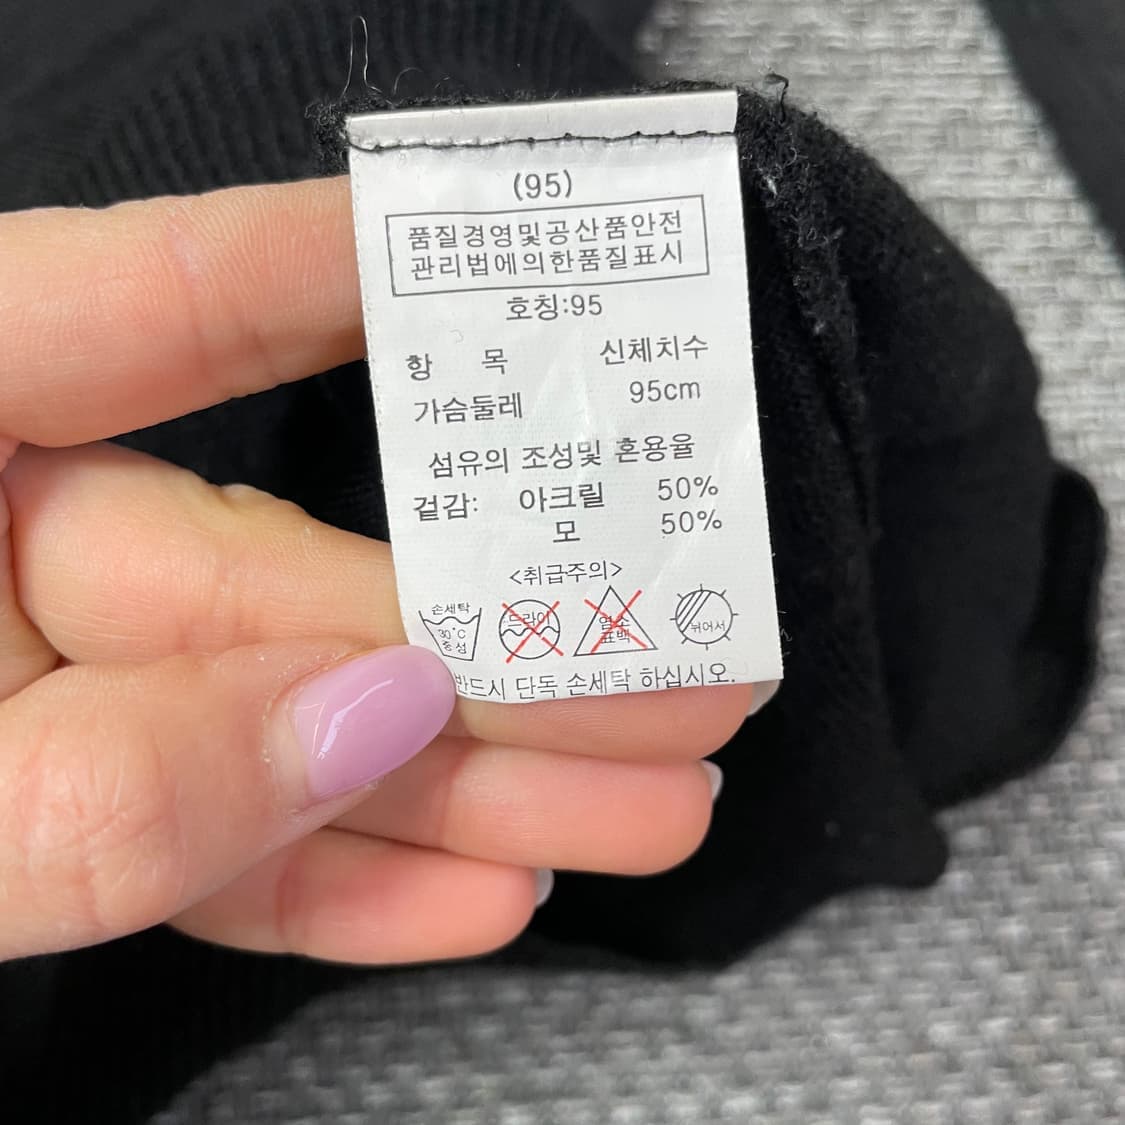 (95)
품질경영및공산품안전
관리법에의한품질표시
호칭:95
항 목 신체치수
가슴둘레 95cm
섬유의 조성및 혼용율
겉감: 아크릴 50%
모 50%
<취급주의>
손세탁
30°C
중성
드라이
염소
표백
뉘어서
반드시 단독 손세탁 하십시오.